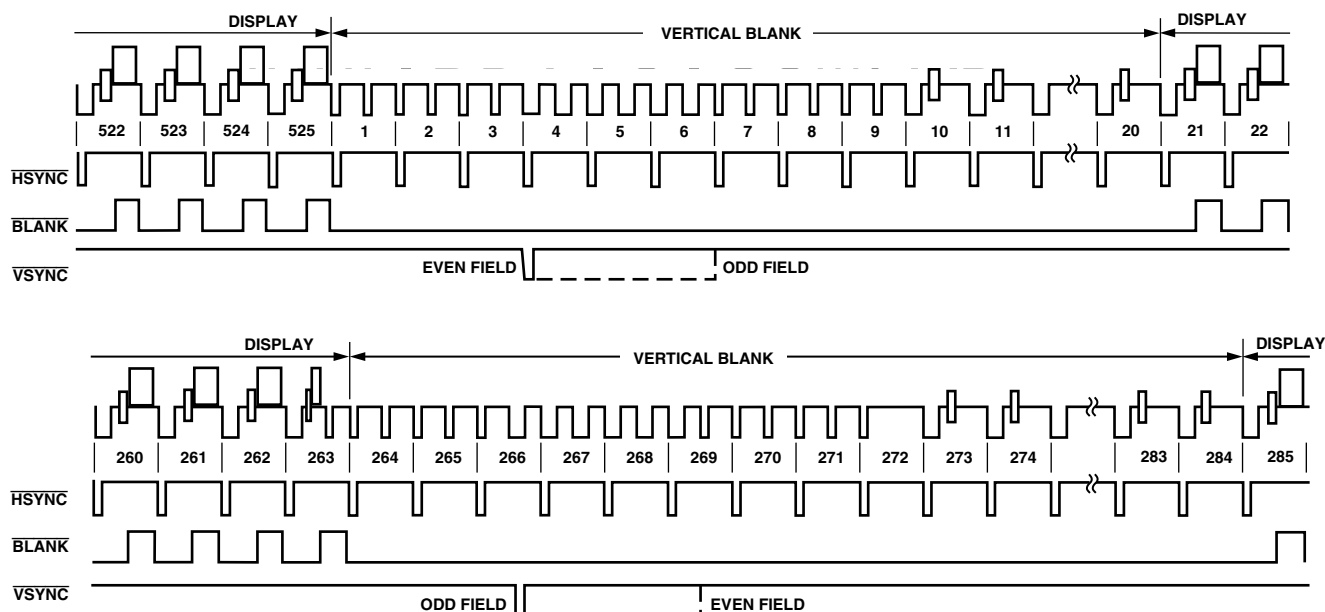 DISPLAY VERTICAL BLANK DISPLAY
522 523 524 525 1 2 3 4 5 6 7 8 9 10 11 20 21 22
HSYNC
BLANK
EVEN FIELD ODD FIELD
VSYNC
DISPLAY VERTICAL BLANK DISPLAY
260 261 262 263 264 265 266 267 268 269 270 271 272 273 274 283 284 285
HSYNC
BLANK
VSYNC
ODD FIELD EVEN FIELD